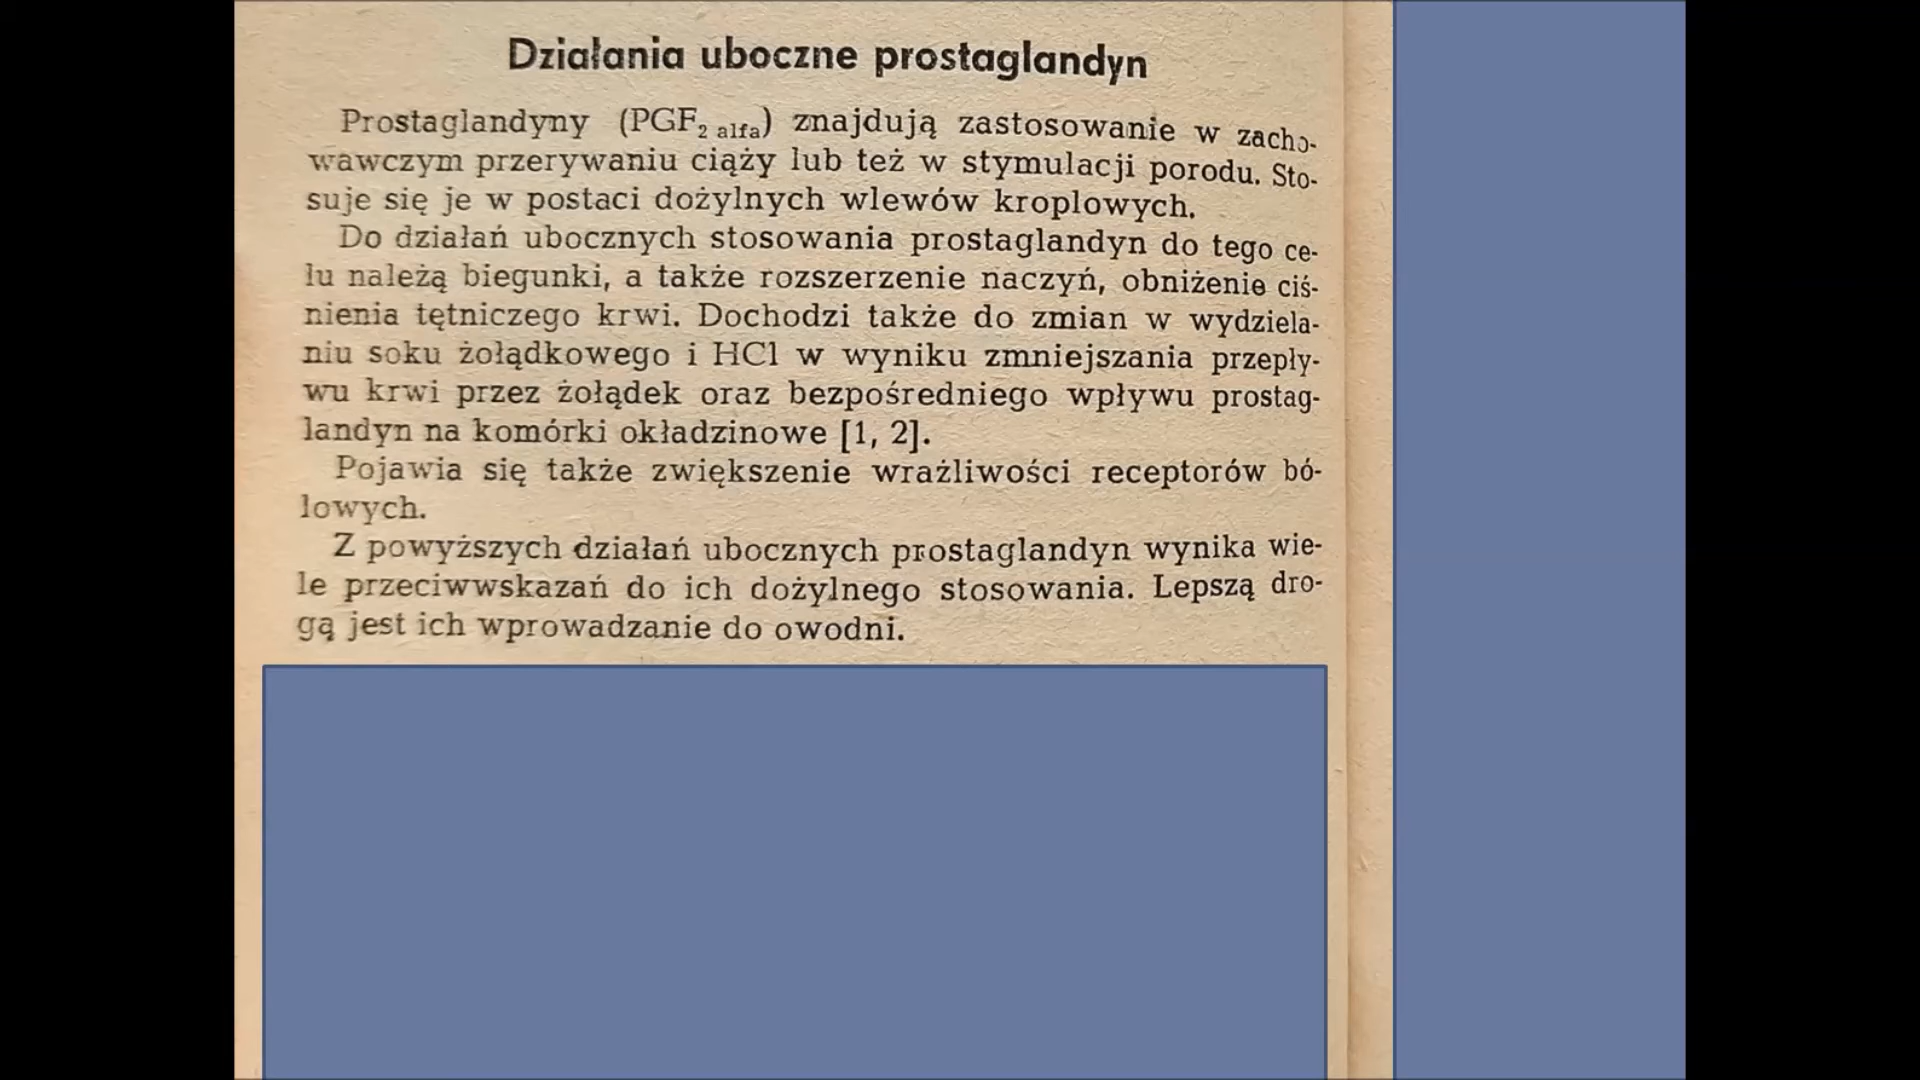 Działania uboczne prostaglandyn
Prostaglandyny (PGF₂ alfa) znajdują zastosowanie w zacho-
wawczym przerywaniu ciąży lub też w stymulacji porodu. Sto-
suje się je w postaci dożylnych wlewów kroplowych.
Do działań ubocznych stosowania prostaglandyn do tego ce-
lu należą biegunki, a także rozszerzenie naczyń, obniżenie ciś-
nienia tętniczego krwi. Dochodzi także do zmian w wydziela-
niu soku żołądkowego i HCl w wyniku zmniejszania przepły-
wu krwi przez żołądek oraz bezpośredniego wpływu prostag-
landyn na komórki okładzinowe [1, 2].
Pojawia się także zwiększenie wrażliwości receptorów bó-
lowych.
Z powyższych działań ubocznych prostaglandyn wynika wie-
le przeciwwskazań do ich dożylnego stosowania. Lepszą dro-
gą jest ich wprowadzanie do owodni.